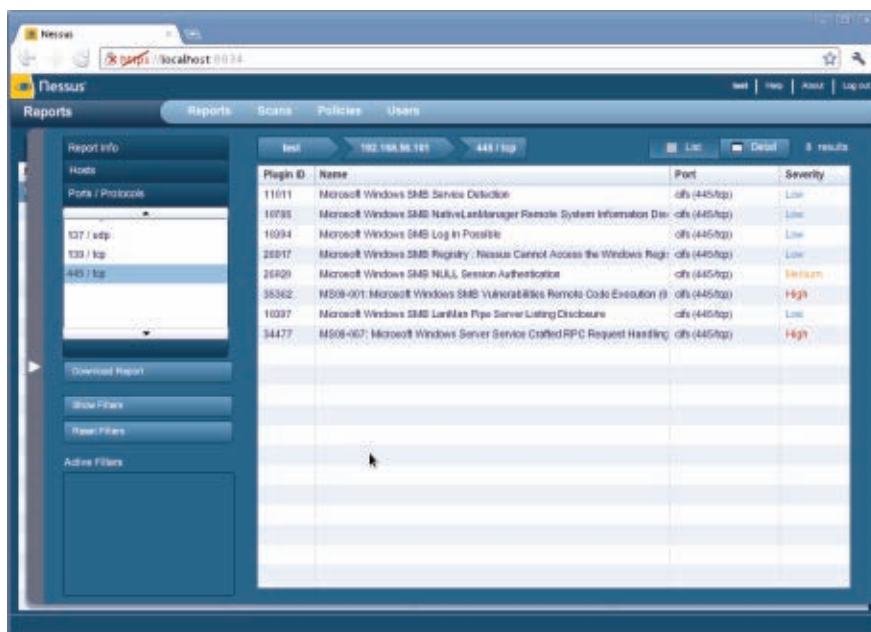 Nessus
https://localhost:8834
Nessus
test | Help | About | Log out
Reports
Reports Scans Policies Users
Report Info
Hosts
Ports / Protocols
137 / udp
139 / tcp
445 / tcp
Download Report
Show Filters
Reset Filters
Active Filters
test 192.168.56.101 445 / tcp List Detail 8 results
Plugin ID Name Port Severity
11011 Microsoft Windows SMB Service Detection cifs (445/tcp) Low
10785 Microsoft Windows SMB NativeLanManager Remote System Information Dis cifs (445/tcp) Low
10394 Microsoft Windows SMB Log In Possible cifs (445/tcp) Low
26917 Microsoft Windows SMB Registry : Nessus Cannot Access the Windows Regi cifs (445/tcp) Low
26920 Microsoft Windows SMB NULL Session Authentication cifs (445/tcp) Medium
35362 MS09-001: Microsoft Windows SMB Vulnerabilities Remote Code Execution (9 cifs (445/tcp) High
10397 Microsoft Windows SMB LanMan Pipe Server Listing Disclosure cifs (445/tcp) Low
34477 MS08-067: Microsoft Windows Server Service Crafted RPC Request Handling cifs (445/tcp) High